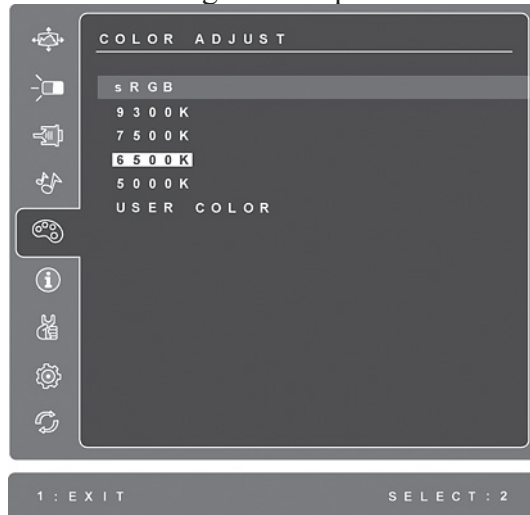 COLOR ADJUST
sRGB
9300K
7500K
6500K
5000K
USER COLOR
1:EXIT SELECT:2